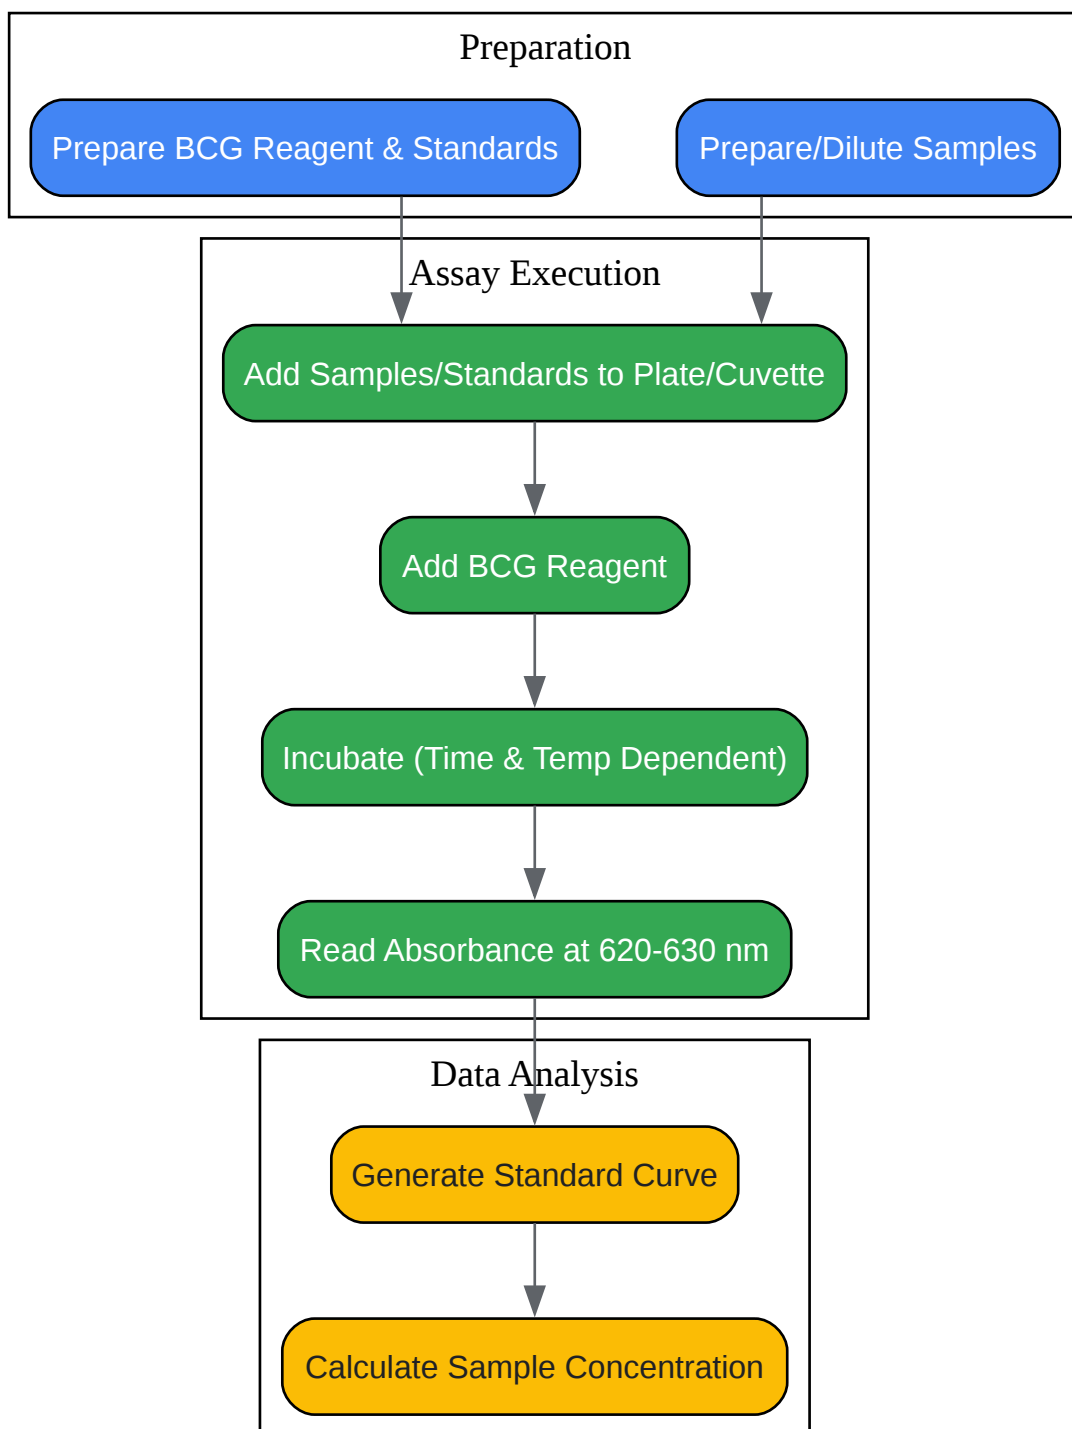 Preparation
Prepare BCG Reagent & Standards
Prepare/Dilute Samples
Assay Execution
Add Samples/Standards to Plate/Cuvette
Add BCG Reagent
Incubate (Time & Temp Dependent)
Read Absorbance at 620-630 nm
Data Analysis
Generate Standard Curve
Calculate Sample Concentration